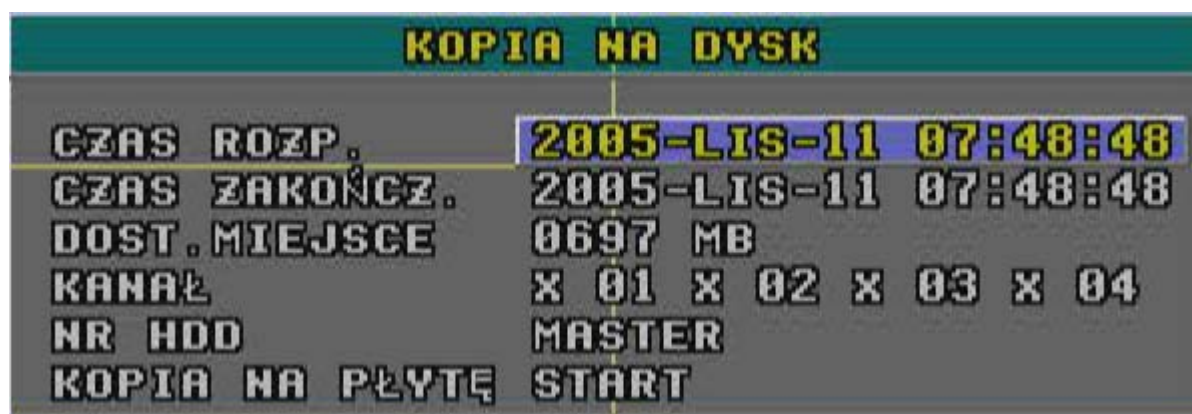 KOPIA NA DYSK
CZAS ROZP. 2005-LIS-11 07:48:48
CZAS ZAKOŃCZ. 2005-LIS-11 07:48:48
DOST.MIEJSCE 0697 MB
KANAŁ X 01 X 02 X 03 X 04
NR HDD MASTER
KOPIA NA PŁYTĘ START